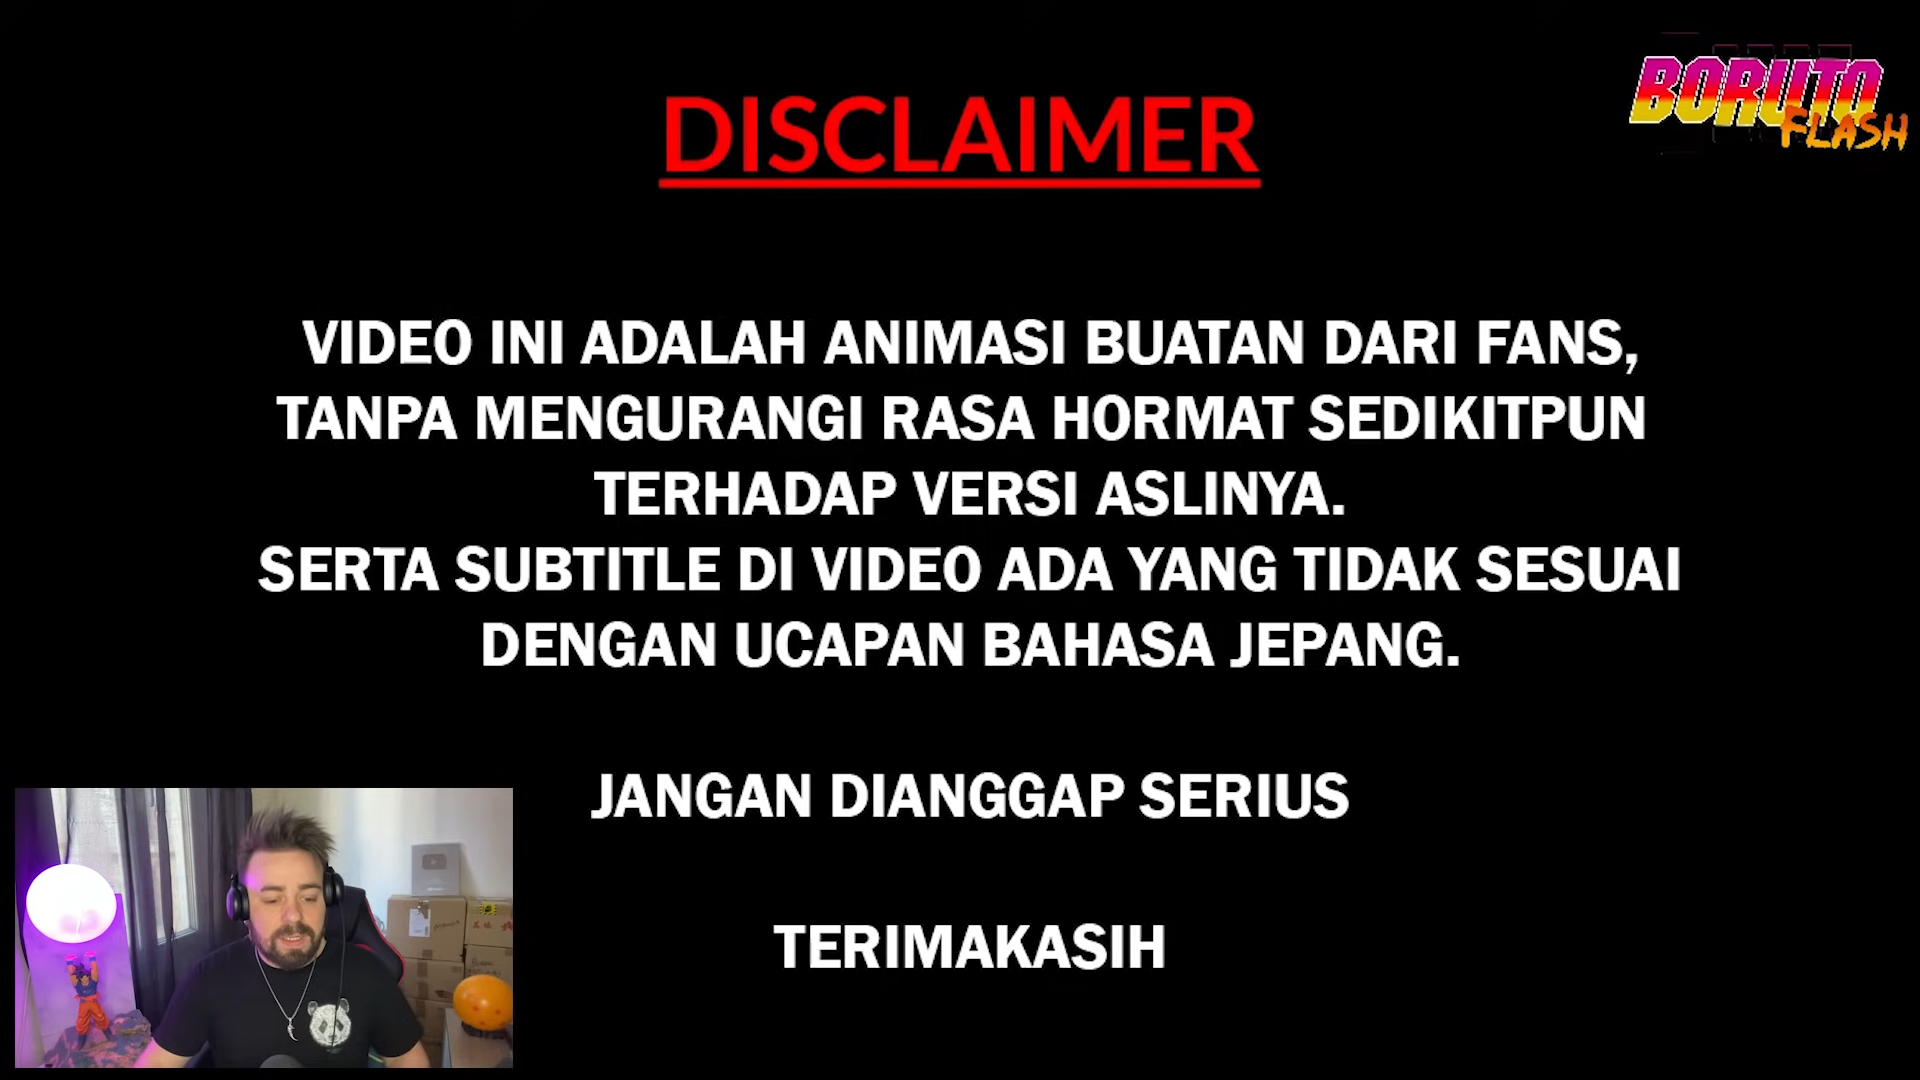 BORUTO
FLASH
DISCLAIMER
VIDEO INI ADALAH ANIMASI BUATAN DARI FANS,
TANPA MENGURANGI RASA HORMAT SEDIKITPUN
TERHADAP VERSI ASLINYA.
SERTA SUBTITLE DI VIDEO ADA YANG TIDAK SESUAI
DENGAN UCAPAN BAHASA JEPANG.
JANGAN DIANGGAP SERIUS
TERIMAKASIH